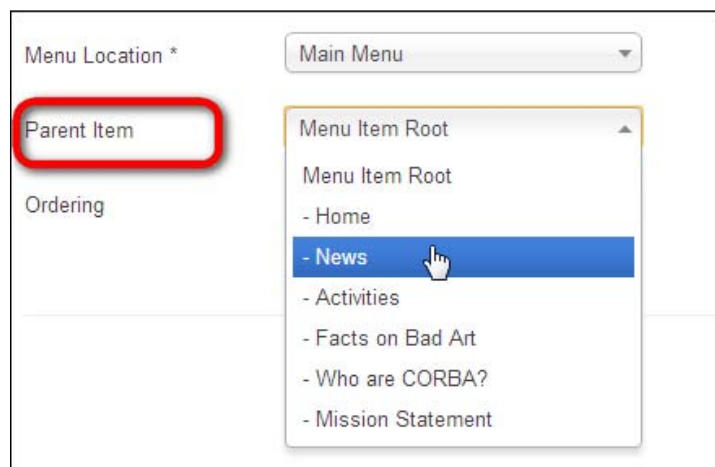 Menu Location * Main Menu
Parent Item Menu Item Root
Menu Item Root
Ordering
- Home
- News
- Activities
- Facts on Bad Art
- Who are CORBA?
- Mission Statement